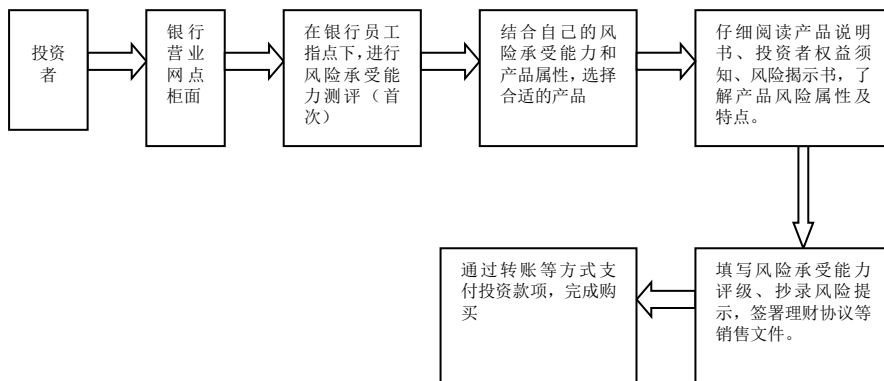 投资
者
银行
营业
网点
柜面
在银行员工
指点下，进行
风险承受能
力测评（首
次）
结合自己的风
险承受能力和
产品属性，选择
合适的产品
仔细阅读产品说明
书、投资者权益须
知、风险揭示书，了
解产品风险属性及
特点。
填写风险承受能力
评级、抄录风险提
示，签署理财协议等
销售文件。
通过转账等方式支
付投资款项，完成购
买